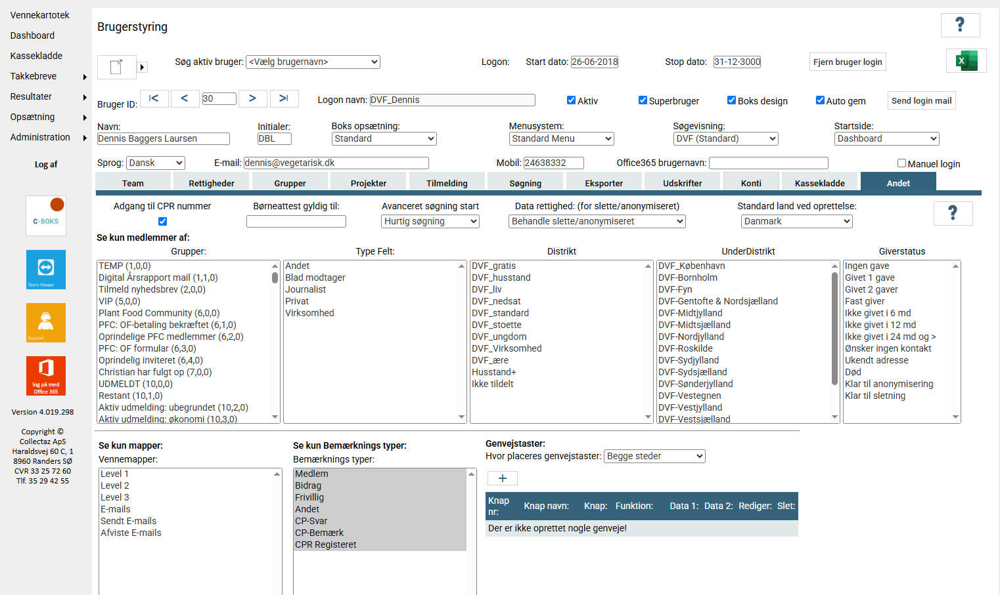 Vennekartotek
Dashboard
Kassekladde
Takkebreve
Resultater
Opsætning
Administration
Log af
C-BOKS
Team Viewer
Support
log på med
Office 365
Version 4.019.298
Copyright ©
Collectaz ApS
Haraldsvej 60 C, 1
8960 Randers SØ
CVR 33 25 72 60
Tlf. 35 29 42 55
Brugerstyring
?
Søg aktiv bruger: <Vælg brugernavn>
Logon: Start dato: 26-06-2018 Stop dato: 31-12-3000 Fjern bruger login X
Bruger ID: |< < 30 > >| Logon navn: DVF_Dennis Aktiv Superbruger Boks design Auto gem Send login mail
Navn: Initialer: Boks opsætning: Menusystem: Søgevisning: Startside:
Dennis Baggers Laursen DBL Standard Standard Menu DVF (Standard) Dashboard
Sprog: Dansk E-mail: dennis@vegetarisk.dk Mobil: 24638332 Office365 brugernavn: Manuel login
Team Rettigheder Grupper Projekter Tilmelding Søgning Eksporter Udskrifter Konti Kassekladde Andet
Adgang til CPR nummer Børneattest gyldig til: Avanceret søgning start Data rettighed: (for slette/anonymiseret) Standard land ved oprettelse:
Hurtig søgning Behandle slette/anonymiseret Danmark ?
Se kun medlemmer af:
Grupper:
TEMP (1,0,0)
Digital Årsrapport mail (1,1,0)
Tilmeld nyhedsbrev (2,0,0)
VIP (5,0,0)
Plant Food Community (6,0,0)
PFC: OF-betaling bekræftet (6,1,0)
Oprindelige PFC medlemmer (6,2,0)
PFC: OF formular (6,3,0)
Oprindelig inviteret (6,4,0)
Christian har fulgt op (7,0,0)
UDMELDT (10,0,0)
Restant (10,1,0)
Aktiv udmelding: ubegrundet (10,2,0)
Aktiv udmelding: økonomi (10,3,0)
Type Felt:
Andet
Blad modtager
Journalist
Privat
Virksomhed
Distrikt
DVF_gratis
DVF_husstand
DVF_liv
DVF_nedsat
DVF_standard
DVF_stoette
DVF_ungdom
DVF_Virksomhed
DVF_ære
Husstand+
Ikke tildelt
UnderDistrikt
DVF_København
DVF-Bornholm
DVF-Fyn
DVF-Gentofte & Nordsjælland
DVF-Midtjylland
DVF-Midtsjælland
DVF-Nordjylland
DVF-Roskilde
DVF-Sydjylland
DVF-Sydsjælland
DVF-Sønderjylland
DVF-Vestegnen
DVF-Vestjylland
DVF-Vestsjælland
Giverstatus
Ingen gave
Givet 1 gave
Givet 2 gaver
Fast giver
Ikke givet i 6 md
Ikke givet i 12 md
Ikke givet i 24 md og >
Ønsker ingen kontakt
Ukendt adresse
Død
Klar til anonymisering
Klar til sletning
Se kun mapper:
Vennemapper:
Level 1
Level 2
Level 3
E-mails
Sendt E-mails
Afviste E-mails
Se kun Bemærknings typer:
Bemærknings typer:
Medlem
Bidrag
Frivillig
Andet
CP-Svar
CP-Bemærk
CPR Registeret
Genvejstaster:
Hvor placeres genvejstaster: Begge steder
+
Knap nr: Knap navn: Knap: Funktion: Data 1: Data 2: Rediger: Slet:
Der er ikke oprettet nogle genveje!